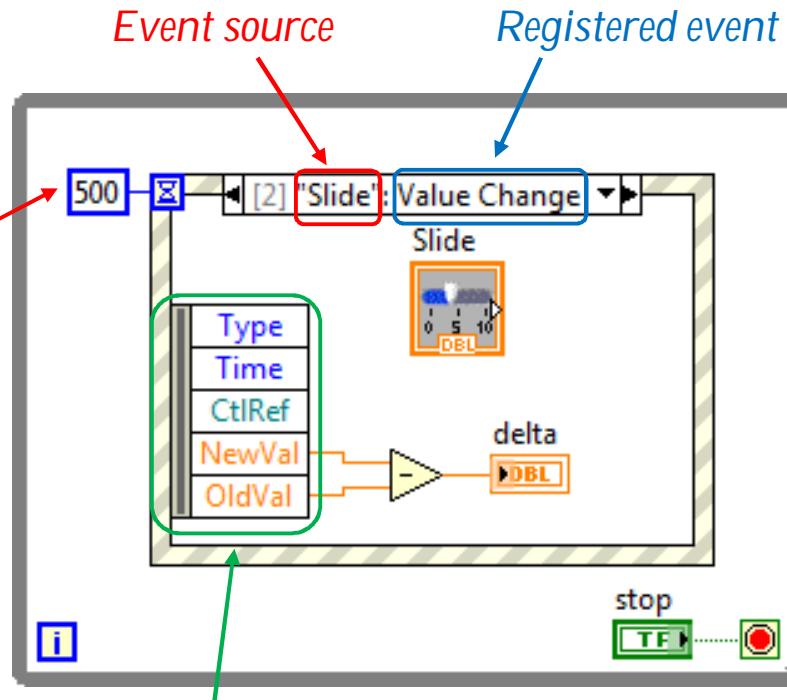 Event source
Registered event
500
[2] "Slide": Value Change
Slide
0 5 10
DBL
Type
Time
CtlRef
NewVal
OldVal
-
delta
DBL
stop
TF
i